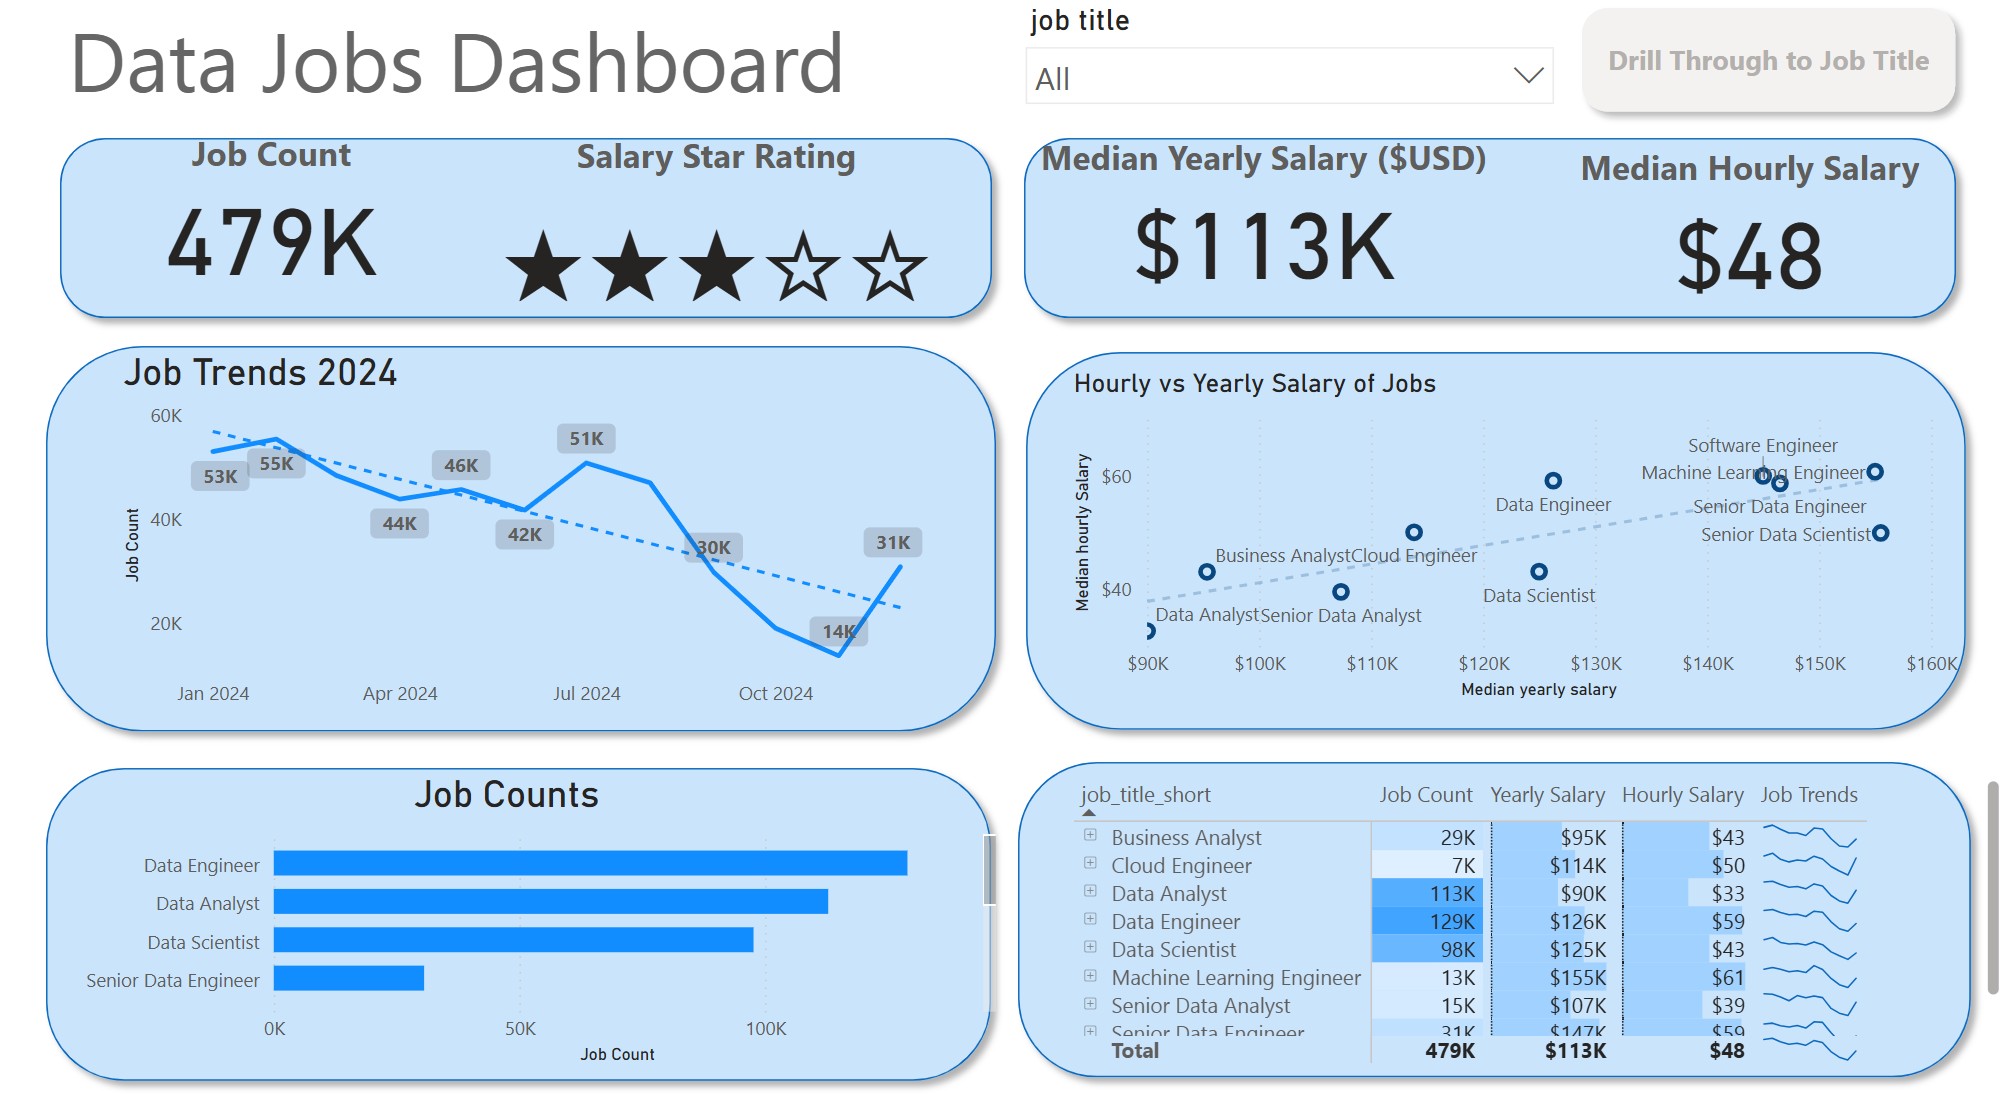 Data Jobs Dashboard
job title
All
Drill Through to Job Title
Job Count
479K
Salary Star Rating
Median Yearly Salary ($USD)
$113K
Median Hourly Salary
$48
Job Trends 2024
Job Count
60K
40K
20K
53K
55K
44K
46K
42K
51K
30K
14K
31K
Jan 2024
Apr 2024
Jul 2024
Oct 2024
Hourly vs Yearly Salary of Jobs
Median hourly Salary
$60
$40
Software Engineer
Machine Learning Engineer
Data Engineer
Senior Data Engineer
Senior Data Scientist
Business Analyst
Cloud Engineer
Data Scientist
Data Analyst
Senior Data Analyst
$90K
$100K
$110K
$120K
$130K
$140K
$150K
$160K
Median yearly salary
Job Counts
Data Engineer
Data Analyst
Data Scientist
Senior Data Engineer
0K
50K
100K
Job Count
job_title_short Job Count Yearly Salary Hourly Salary Job Trends
Business Analyst 29K $95K $43
Cloud Engineer 7K $114K $50
Data Analyst 113K $90K $33
Data Engineer 129K $126K $59
Data Scientist 98K $125K $43
Machine Learning Engineer 13K $155K $61
Senior Data Analyst 15K $107K $39
Senior Data Engineer 31K $147K $59
Total 479K $113K $48